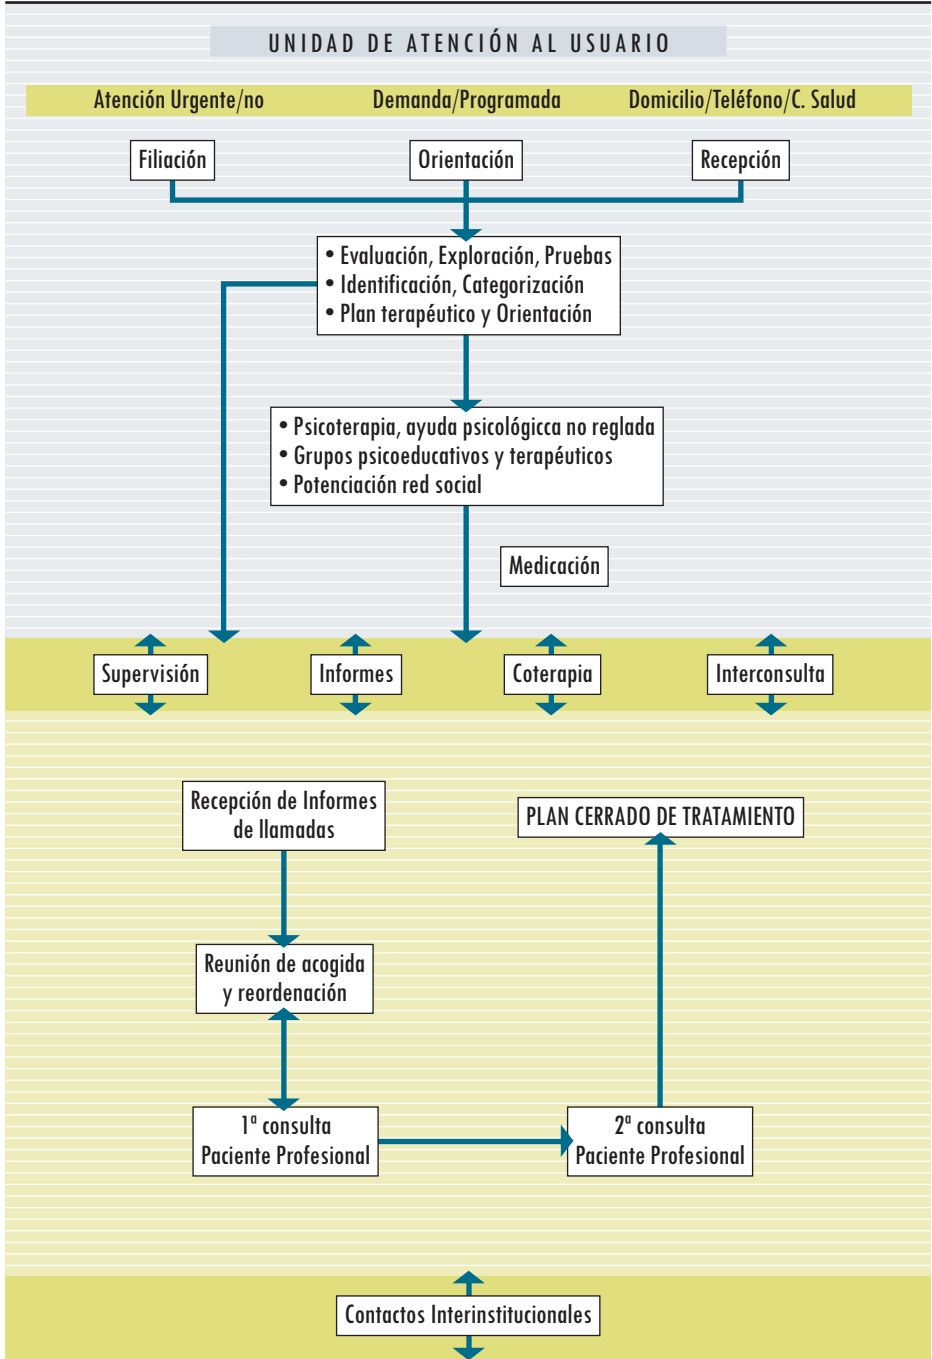 UNIDAD DE ATENCIÓN AL USUARIO
Atención Urgente/no
Demanda/Programada
Domicilio/Teléfono/C. Salud
Filiación
Orientación
Recepción
• Evaluación, Exploración, Pruebas
• Identificación, Categorización
• Plan terapéutico y Orientación
• Psicoterapia, ayuda psicológicca no reglada
• Grupos psicoeducativos y terapéuticos
• Potenciación red social
Medicación
Supervisión
Informes
Coterapia
Interconsulta
Recepción de Informes
de llamadas
PLAN CERRADO DE TRATAMIENTO
Reunión de acogida
y reordenación
1ª consulta
Paciente Profesional
2ª consulta
Paciente Profesional
Contactos Interinstitucionales